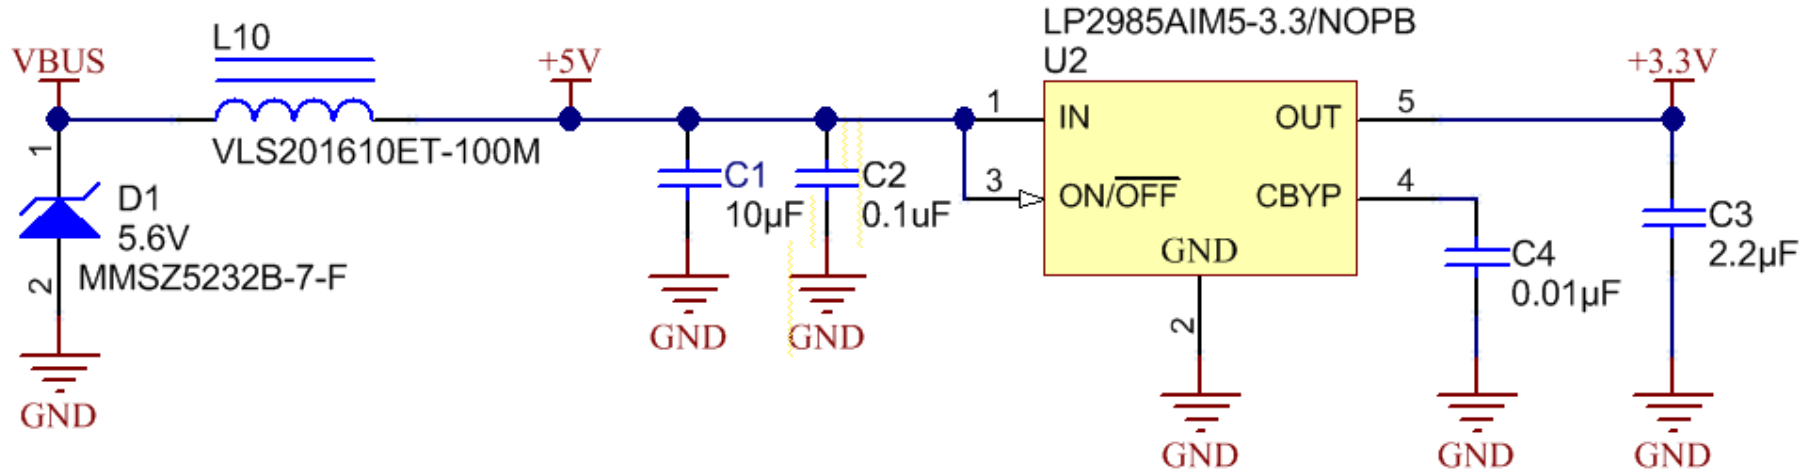 LP2985AIM5-3.3/NOPB
L10
VBUS
+5V
U2
+3.3V
1
IN
OUT
5
VLS201610ET-100M
1
D1
5.6V
MMSZ5232B-7-F
2
GND
C1
10µF
GND
C2
0.1uF
GND
3
ON/OFF
CBYP
4
GND
2
GND
C4
0.01µF
GND
C3
2.2µF
GND